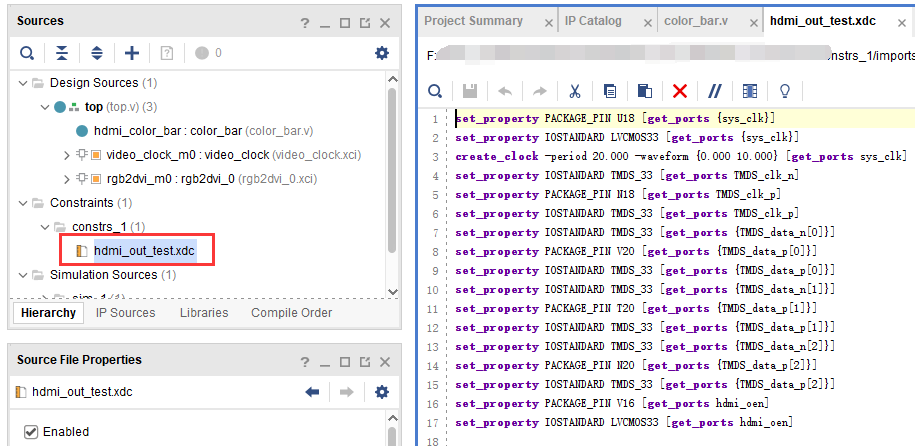 Sources
? _
0
Design Sources (1)
top (top.v) (3)
hdmi_color_bar : color_bar (color_bar.v)
video_clock_m0 : video_clock (video_clock.xci)
rgb2dvi_m0 : rgb2dvi_0 (rgb2dvi_0.xci)
Constraints (1)
constrs_1 (1)
hdmi_out_test.xdc
Simulation Sources (1)
sim_1 (1)
Hierarchy IP Sources Libraries Compile Order
Source File Properties
? _
hdmi_out_test.xdc
Enabled
Project Summary × IP Catalog × color_bar.v × hdmi_out_test.xdc ×
F: onstrs_1/imports
1 set_property PACKAGE_PIN U18 [get_ports {sys_clk}]
2 set_property IOSTANDARD LVCMOS33 [get_ports {sys_clk}]
3 create_clock -period 20.000 -waveform {0.000 10.000} [get_ports sys_clk]
4 set_property IOSTANDARD TMDS_33 [get_ports TMDS_clk_n]
5 set_property PACKAGE_PIN N18 [get_ports TMDS_clk_p]
6 set_property IOSTANDARD TMDS_33 [get_ports TMDS_clk_p]
7 set_property IOSTANDARD TMDS_33 [get_ports {TMDS_data_n[0]}]
8 set_property PACKAGE_PIN V20 [get_ports {TMDS_data_p[0]}]
9 set_property IOSTANDARD TMDS_33 [get_ports {TMDS_data_p[0]}]
10 set_property IOSTANDARD TMDS_33 [get_ports {TMDS_data_n[1]}]
11 set_property PACKAGE_PIN T20 [get_ports {TMDS_data_p[1]}]
12 set_property IOSTANDARD TMDS_33 [get_ports {TMDS_data_p[1]}]
13 set_property IOSTANDARD TMDS_33 [get_ports {TMDS_data_n[2]}]
14 set_property PACKAGE_PIN N20 [get_ports {TMDS_data_p[2]}]
15 set_property IOSTANDARD TMDS_33 [get_ports {TMDS_data_p[2]}]
16 set_property PACKAGE_PIN V16 [get_ports hdmi_oen]
17 set_property IOSTANDARD LVCMOS33 [get_ports hdmi_oen]
18